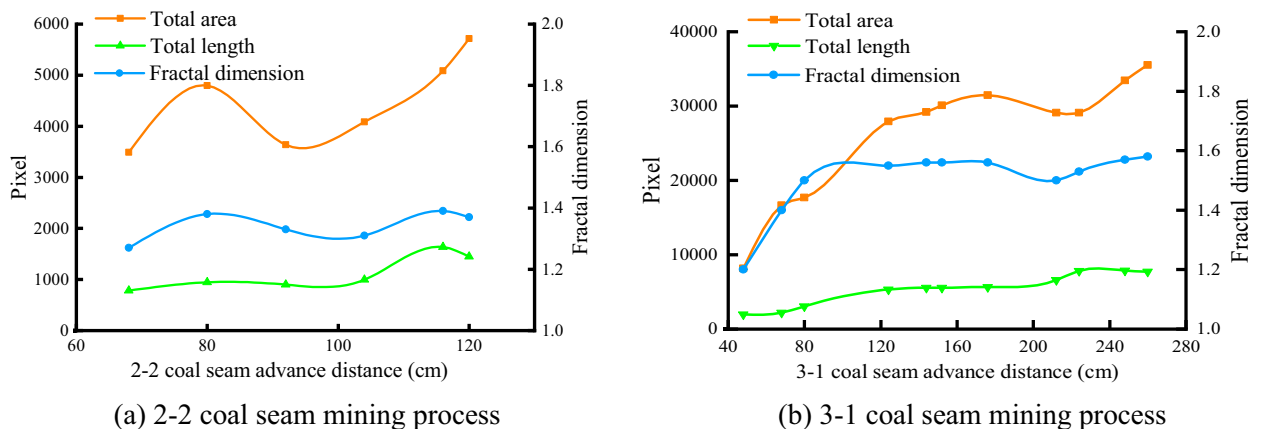 6000
5000
4000
3000
2000
1000
0
Pixel
Total area
Total length
Fractal dimension
2.0
1.8
1.6
1.4
1.2
1.0
Fractal dimension
60 80 100 120
2-2 coal seam advance distance (cm)
(a) 2-2 coal seam mining process
40000
30000
20000
10000
0
Pixel
Total area
Total length
Fractal dimension
2.0
1.8
1.6
1.4
1.2
1.0
Fractal dimension
40 80 120 160 200 240 280
3-1 coal seam advance distance (cm)
(b) 3-1 coal seam mining process